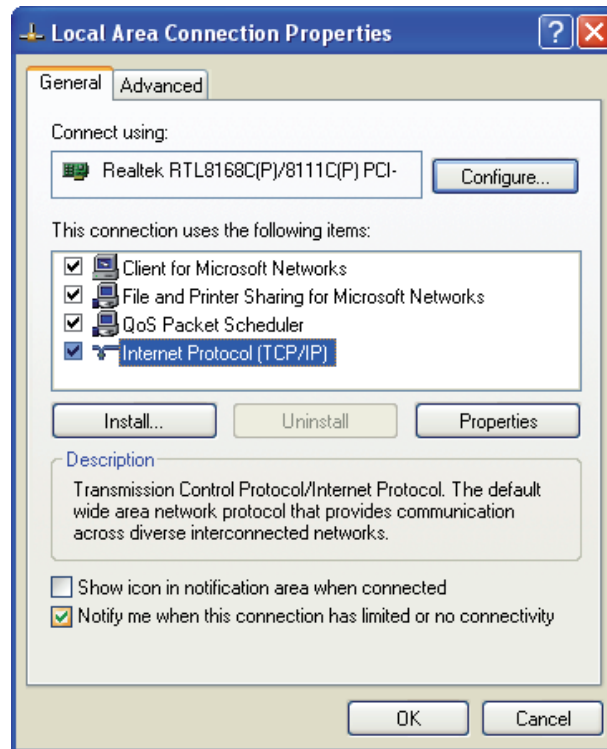 Local Area Connection Properties
General Advanced
Connect using:
Realtek RTL8168C(P)/8111C(P) PCI-
Configure...
This connection uses the following items:
Client for Microsoft Networks
File and Printer Sharing for Microsoft Networks
QoS Packet Scheduler
Internet Protocol (TCP/IP)
Install... Uninstall Properties
Description
Transmission Control Protocol/Internet Protocol. The default
wide area network protocol that provides communication
across diverse interconnected networks.
Show icon in notification area when connected
Notify me when this connection has limited or no connectivity
OK Cancel